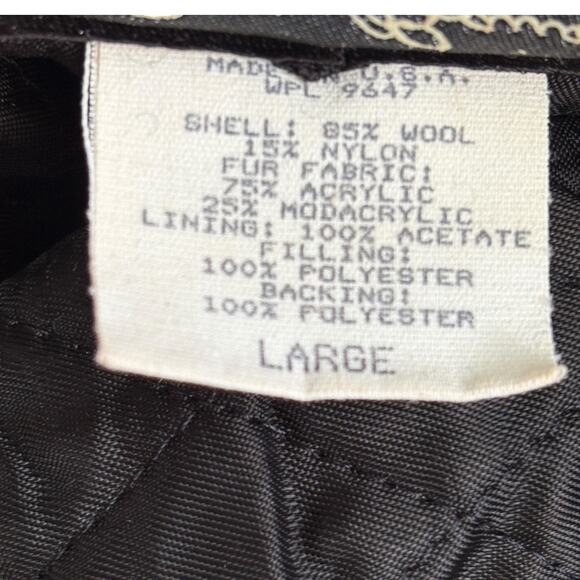 MADE IN U.S.A.
WPL 9647
SHELL: 85% WOOL
15% NYLON
FUR FABRIC:
75% ACRYLIC
25% MODACRYLIC
LINING: 100% ACETATE
FILLING:
100% POLYESTER
BACKING:
100% POLYESTER
LARGE